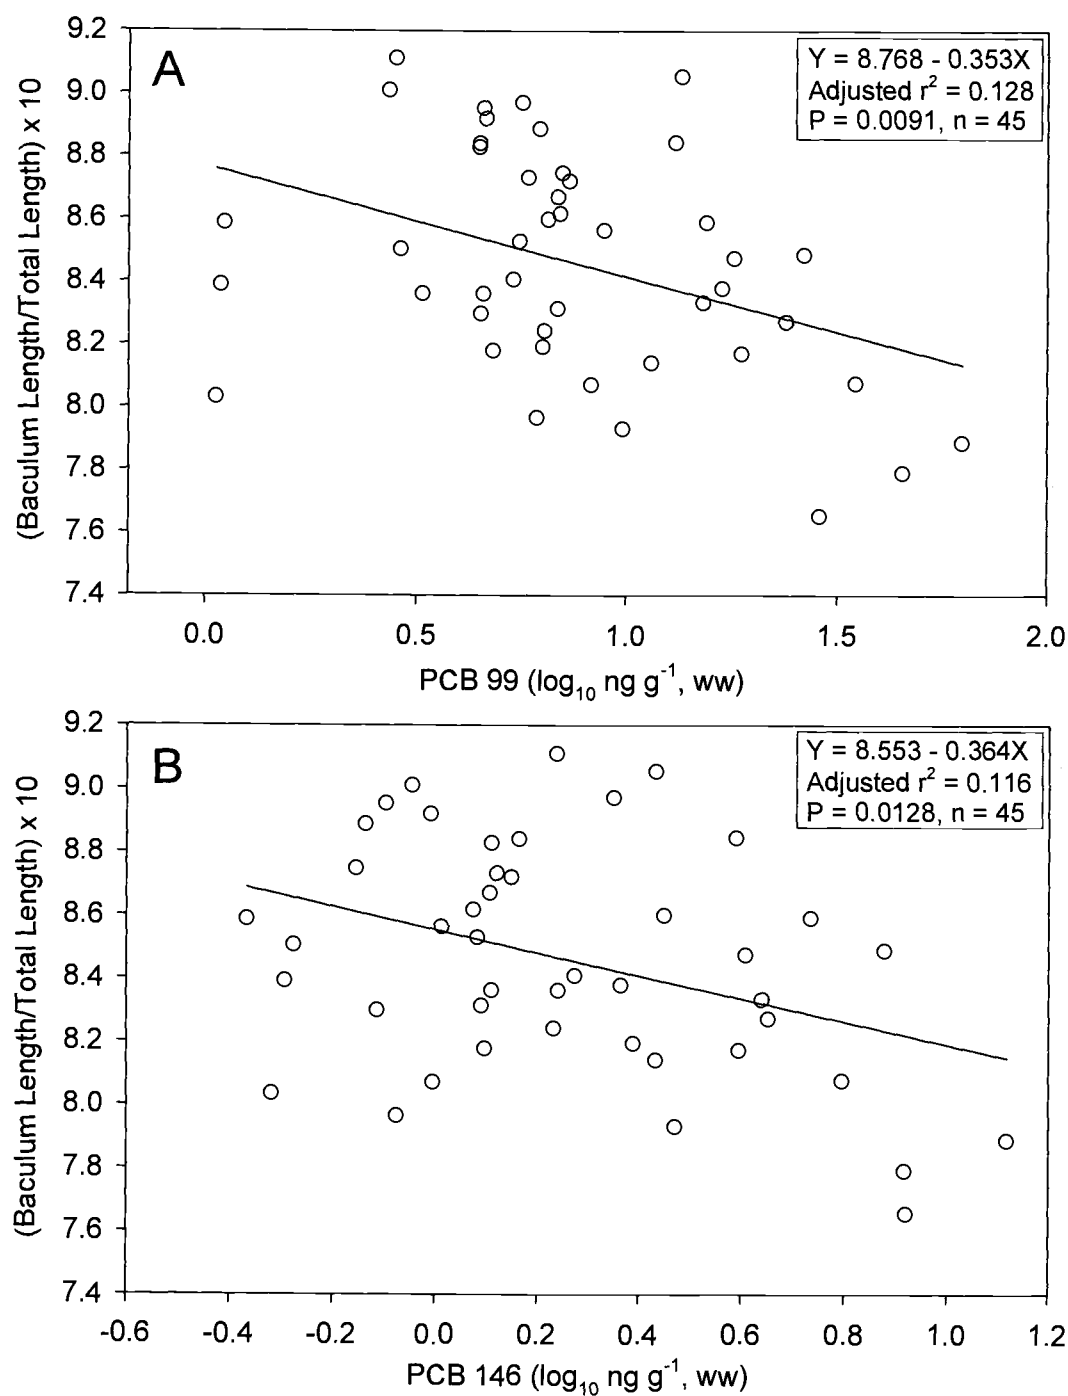 A
Y = 8.768 - 0.353X
Adjusted r² = 0.128
P = 0.0091, n = 45
(Baculum Length/Total Length) x 10
9.2
9.0
8.8
8.6
8.4
8.2
8.0
7.8
7.6
7.4
0.0 0.5 1.0 1.5 2.0
PCB 99 (log₁₀ ng g⁻¹, ww)
B
Y = 8.553 - 0.364X
Adjusted r² = 0.116
P = 0.0128, n = 45
(Baculum Length/Total Length) x 10
9.2
9.0
8.8
8.6
8.4
8.2
8.0
7.8
7.6
7.4
-0.6 -0.4 -0.2 0.0 0.2 0.4 0.6 0.8 1.0 1.2
PCB 146 (log₁₀ ng g⁻¹, ww)